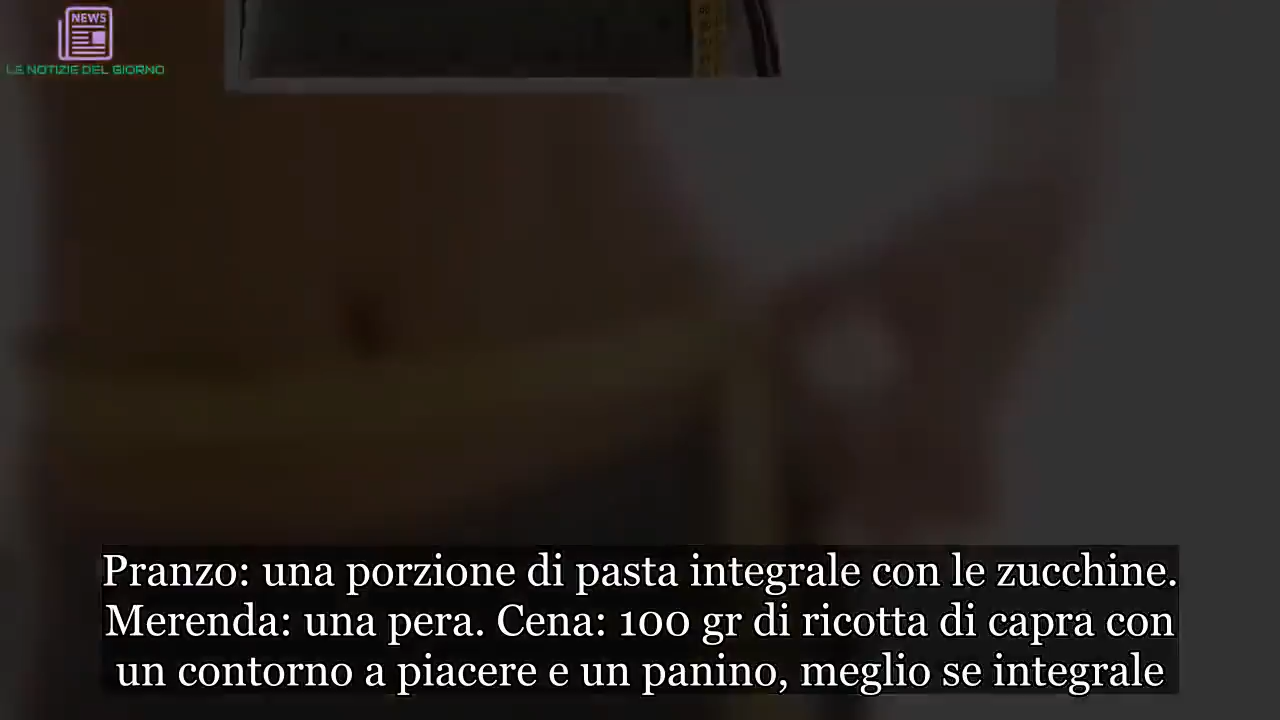 NEWS
LE NOTIZIE DEL GIORNO
Pranzo: una porzione di pasta integrale con le zucchine.
Merenda: una pera. Cena: 100 gr di ricotta di capra con
un contorno a piacere e un panino, meglio se integrale